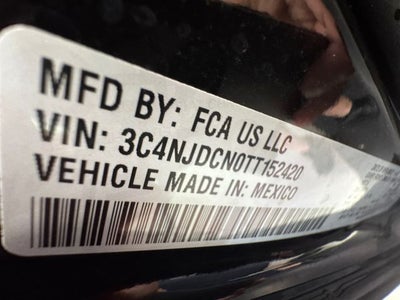 MFD BY: FCA US LLC
VIN: 3C4NJDCN0TT152420
VEHICLE MADE IN: MEXICO